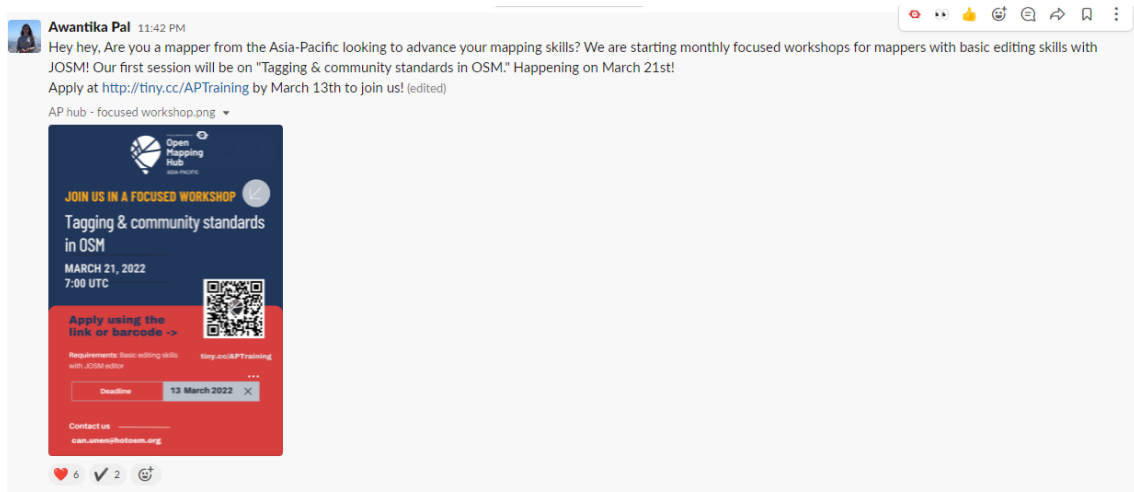 Awantika Pal 11:42 PM
Hey hey, Are you a mapper from the Asia-Pacific looking to advance your mapping skills? We are starting monthly focused workshops for mappers with basic editing skills with
JOSM! Our first session will be on "Tagging & community standards in OSM." Happening on March 21st!
Apply at http://tiny.cc/APTraining by March 13th to join us! (edited)
AP hub - focused workshop.png
Open
Mapping
Hub
ASIA-PACIFIC
JOIN US IN A FOCUSED WORKSHOP
Tagging & community standards
in OSM
MARCH 21, 2022
7:00 UTC
Apply using the
link or barcode ->
Requirements: Basic editing skills
with JOSM editor
tiny.cc/APTraining
Deadline 13 March 2022
Contact us
can.unen@hotosm.org
6 2